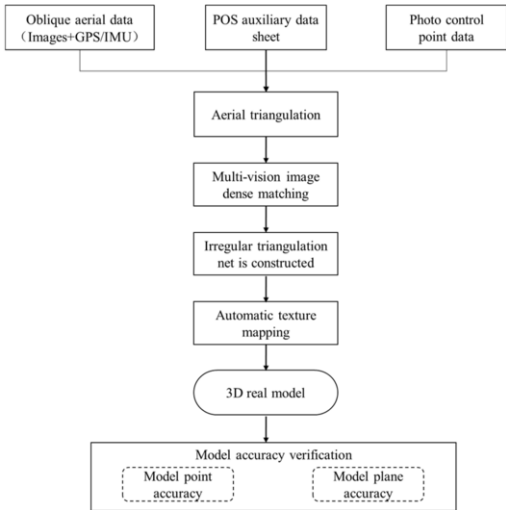 Oblique aerial data
（Images+GPS/IMU）
POS auxiliary data
sheet
Photo control
point data
Aerial triangulation
Multi-vision image
dense matching
Irregular triangulation
net is constructed
Automatic texture
mapping
3D real model
Model accuracy verification
Model point
accuracy
Model plane
accuracy